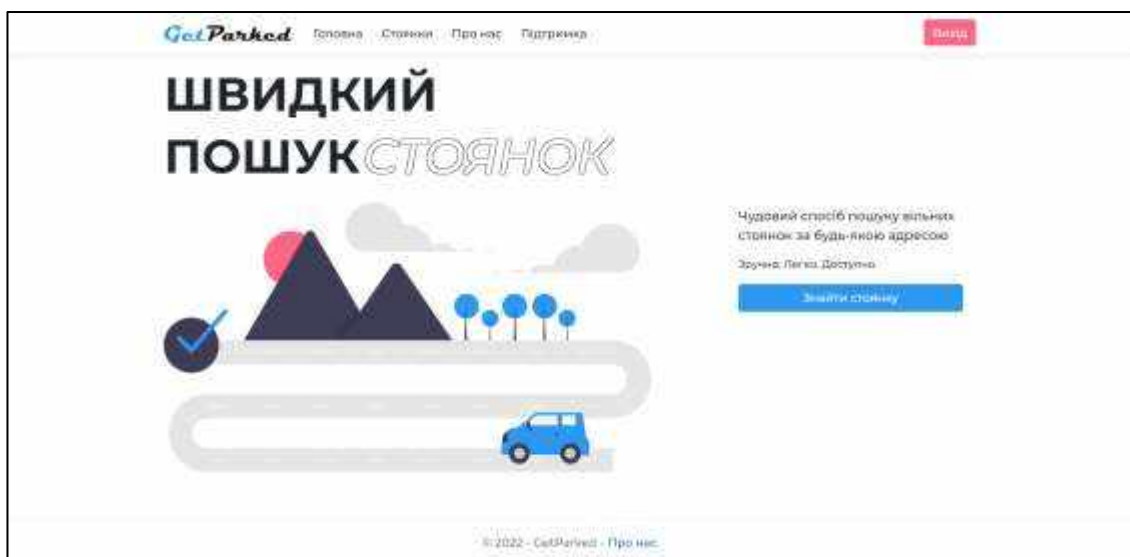 GetParked Головна Стоянки Про нас Підтримка Вихід
ШВИДКИЙ
ПОШУК СТОЯНОК
Чудовий спосіб пошуку вільних
стоянок за будь-якою адресою
Зручно. Легко. Доступно.
Знайти стоянку
© 2022 - GetParked - Про нас